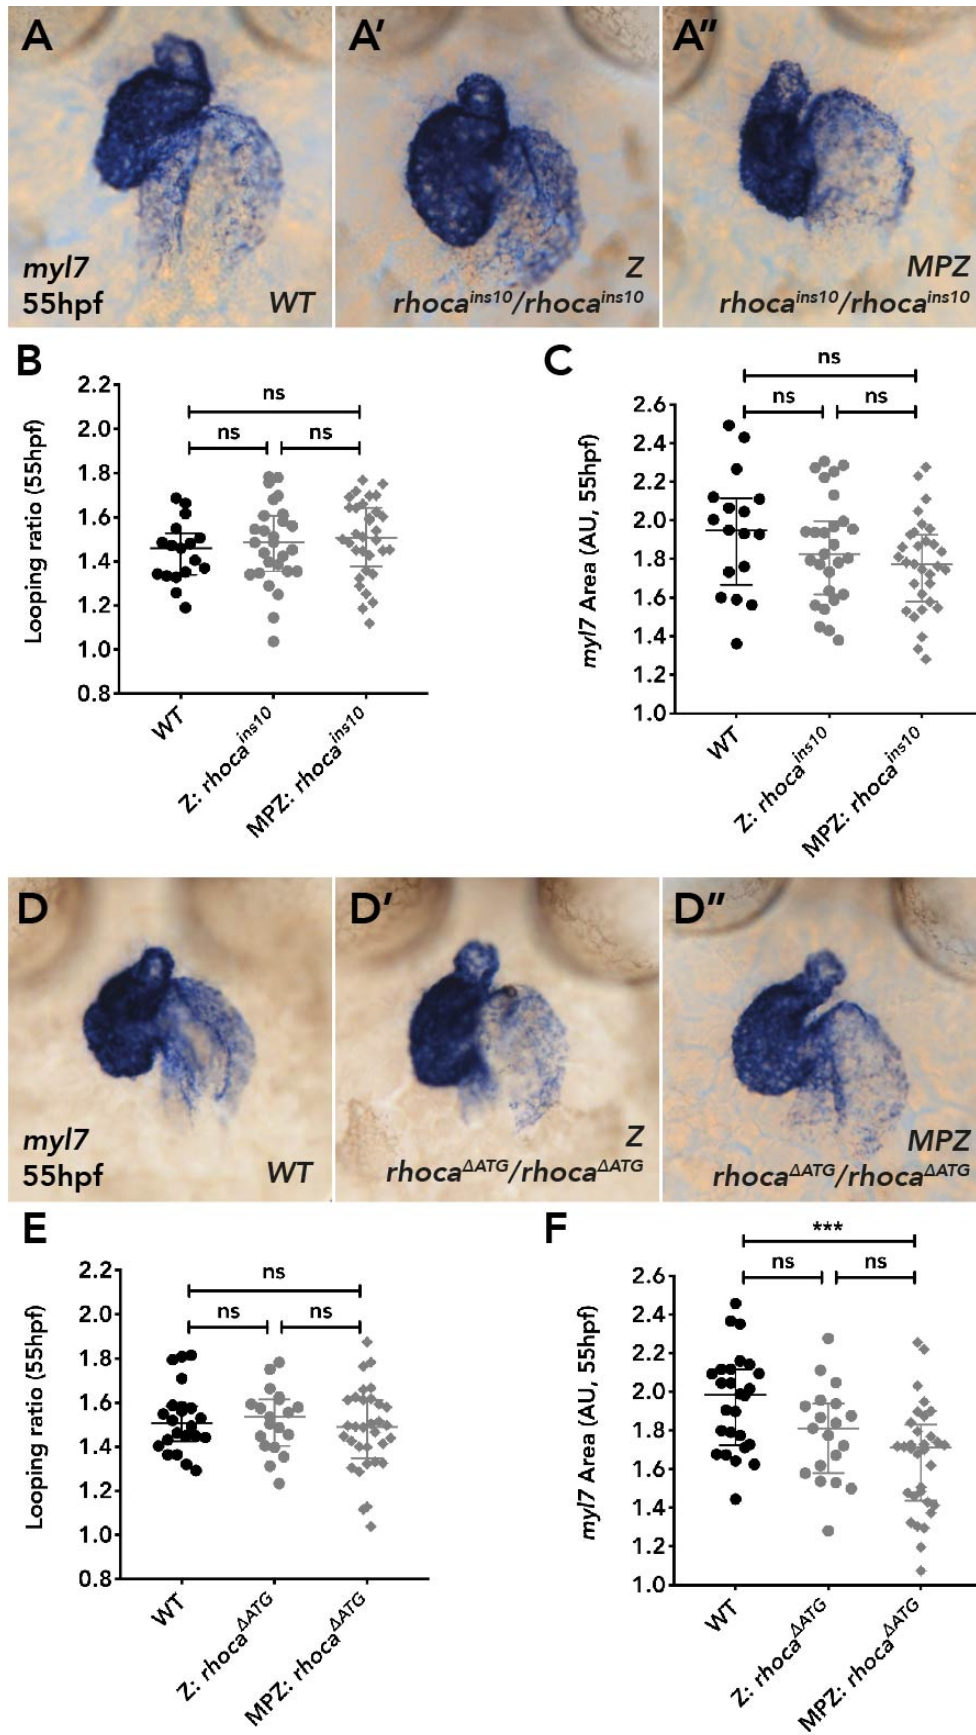 A
A′
A″
myl7
55hpf
WT
Z
rhoca^ins10/rhoca^ins10
MPZ
rhoca^ins10/rhoca^ins10
B
Looping ratio (55hpf)
2.2
2.0
1.8
1.6
1.4
1.2
1.0
0.8
ns
ns
ns
WT
Z: rhoca^ins10
MPZ: rhoca^ins10
C
myl7 Area (AU, 55hpf)
2.6
2.4
2.2
2.0
1.8
1.6
1.4
1.2
1.0
ns
ns
ns
WT
Z: rhoca^ins10
MPZ: rhoca^ins10
D
D′
D″
myl7
55hpf
WT
Z
rhoca^ΔATG/rhoca^ΔATG
MPZ
rhoca^ΔATG/rhoca^ΔATG
E
Looping ratio (55hpf)
2.2
2.0
1.8
1.6
1.4
1.2
1.0
0.8
ns
ns
ns
WT
Z: rhoca^ΔATG
MPZ: rhoca^ΔATG
F
myl7 Area (AU, 55hpf)
2.6
2.4
2.2
2.0
1.8
1.6
1.4
1.2
1.0
***
ns
ns
WT
Z: rhoca^ΔATG
MPZ: rhoca^ΔATG